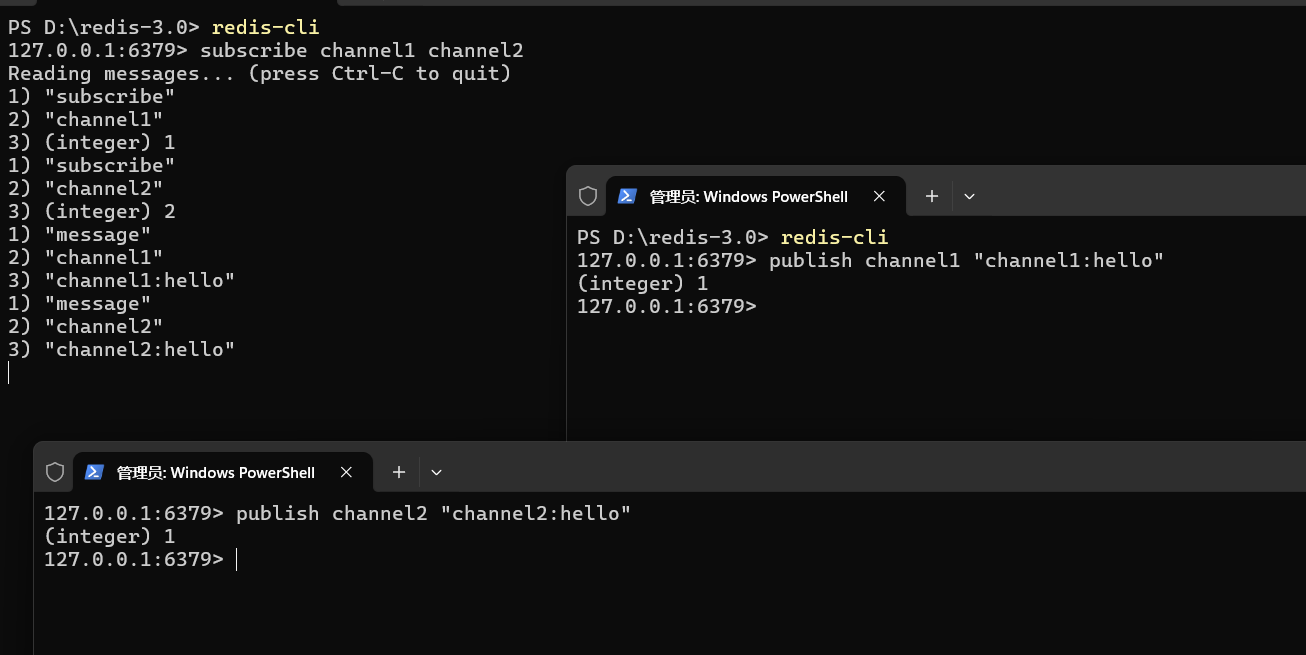 PS D:\redis-3.0> redis-cli
127.0.0.1:6379> subscribe channel1 channel2
Reading messages... (press Ctrl-C to quit)
1) "subscribe"
2) "channel1"
3) (integer) 1
1) "subscribe"
2) "channel2"
3) (integer) 2
1) "message"
2) "channel1"
3) "channel1:hello"
1) "message"
2) "channel2"
3) "channel2:hello"
管理员: Windows PowerShell
PS D:\redis-3.0> redis-cli
127.0.0.1:6379> publish channel1 "channel1:hello"
(integer) 1
127.0.0.1:6379>
管理员: Windows PowerShell
127.0.0.1:6379> publish channel2 "channel2:hello"
(integer) 1
127.0.0.1:6379>